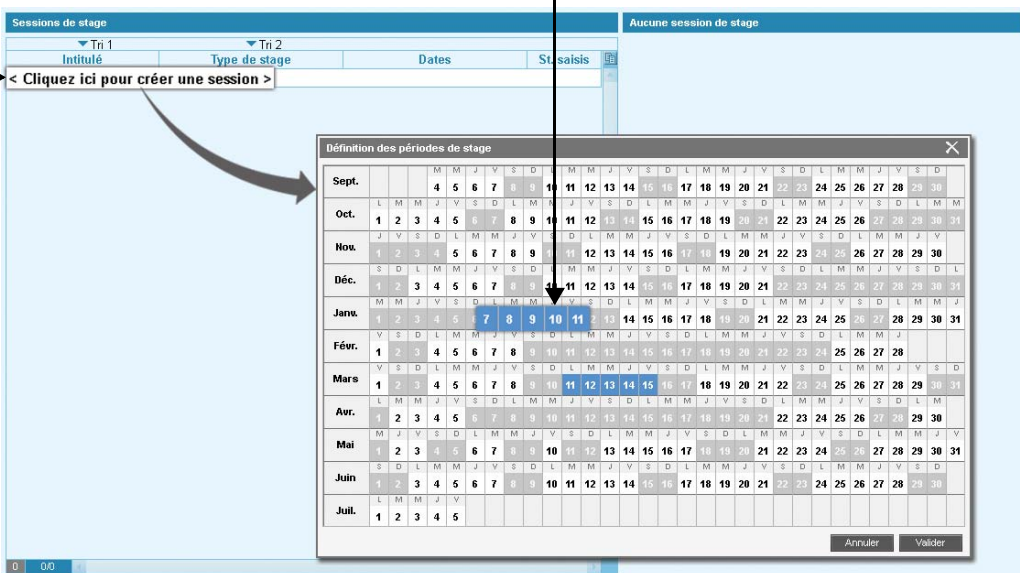 Sessions de stage
Aucune session de stage
Tri 1 Tri 2
Intitulé Type de stage Dates St. saisis
< Cliquez ici pour créer une session >
Définition des périodes de stage
M M J V S D L M M J V S D L M M J V S D L M M J V S D
Sept. 4 5 6 7 8 9 10 11 12 13 14 15 16 17 18 19 20 21 22 23 24 25 26 27 28 29 30
L M M J V S D L M M J V S D L M M J V S D L M M J V S D L M M
Oct. 1 2 3 4 5 6 7 8 9 10 11 12 13 14 15 16 17 18 19 20 21 22 23 24 25 26 27 28 29 30 31
J V S D L M M J V S D L M M J V S D L M M J V S D L M M J V
Nov. 1 2 3 4 5 6 7 8 9 10 11 12 13 14 15 16 17 18 19 20 21 22 23 24 25 26 27 28 29 30
S D L M M J V S D L M M J V S D L M M J V S D L M M J V S D L
Déc. 1 2 3 4 5 6 7 8 9 10 11 12 13 14 15 16 17 18 19 20 21 22 23 24 25 26 27 28 29 30 31
M M J V S D L M M J V S D L M M J V S D L M M J V S D L M M J
Janv. 1 2 3 4 5 6 7 8 9 10 11 12 13 14 15 16 17 18 19 20 21 22 23 24 25 26 27 28 29 30 31
V S D L M M J V S D L M M J V S D L M M J V S D L M M J
Févr. 1 2 3 4 5 6 7 8 9 10 11 12 13 14 15 16 17 18 19 20 21 22 23 24 25 26 27 28
V S D L M M J V S D L M M J V S D L M M J V S D L M M J V S D
Mars 1 2 3 4 5 6 7 8 9 10 11 12 13 14 15 16 17 18 19 20 21 22 23 24 25 26 27 28 29 30 31
L M M J V S D L M M J V S D L M M J V S D L M M J V S D L M
Avr. 1 2 3 4 5 6 7 8 9 10 11 12 13 14 15 16 17 18 19 20 21 22 23 24 25 26 27 28 29 30
M J V S D L M M J V S D L M M J V S D L M M J V S D L M M J V
Mai 1 2 3 4 5 6 7 8 9 10 11 12 13 14 15 16 17 18 19 20 21 22 23 24 25 26 27 28 29 30 31
S D L M M J V S D L M M J V S D L M M J V S D L M M J V S D
Juin 1 2 3 4 5 6 7 8 9 10 11 12 13 14 15 16 17 18 19 20 21 22 23 24 25 26 27 28 29 30
L M M J V
Juil. 1 2 3 4 5
Annuler Valider
0 0/0